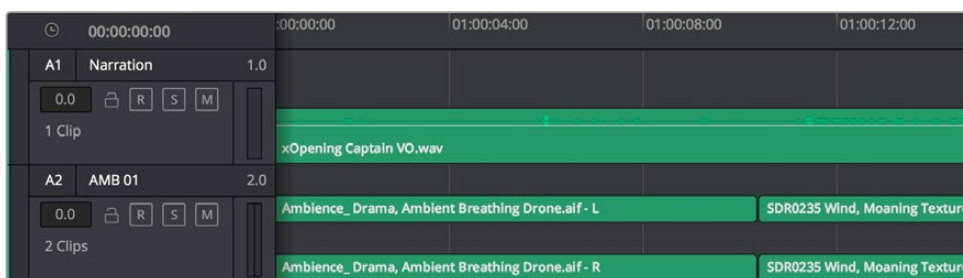 00:00:00:00
:00:00:00 01:00:04:00 01:00:08:00 01:00:12:00
A1 Narration 1.0
0.0 R S M
1 Clip
xOpening Captain VO.wav
A2 AMB 01 2.0
Ambience_ Drama, Ambient Breathing Drone.aif - L SDR0235 Wind, Moaning Textur
0.0 R S M
2 Clips
Ambience_ Drama, Ambient Breathing Drone.aif - R SDR0235 Wind, Moaning Textur